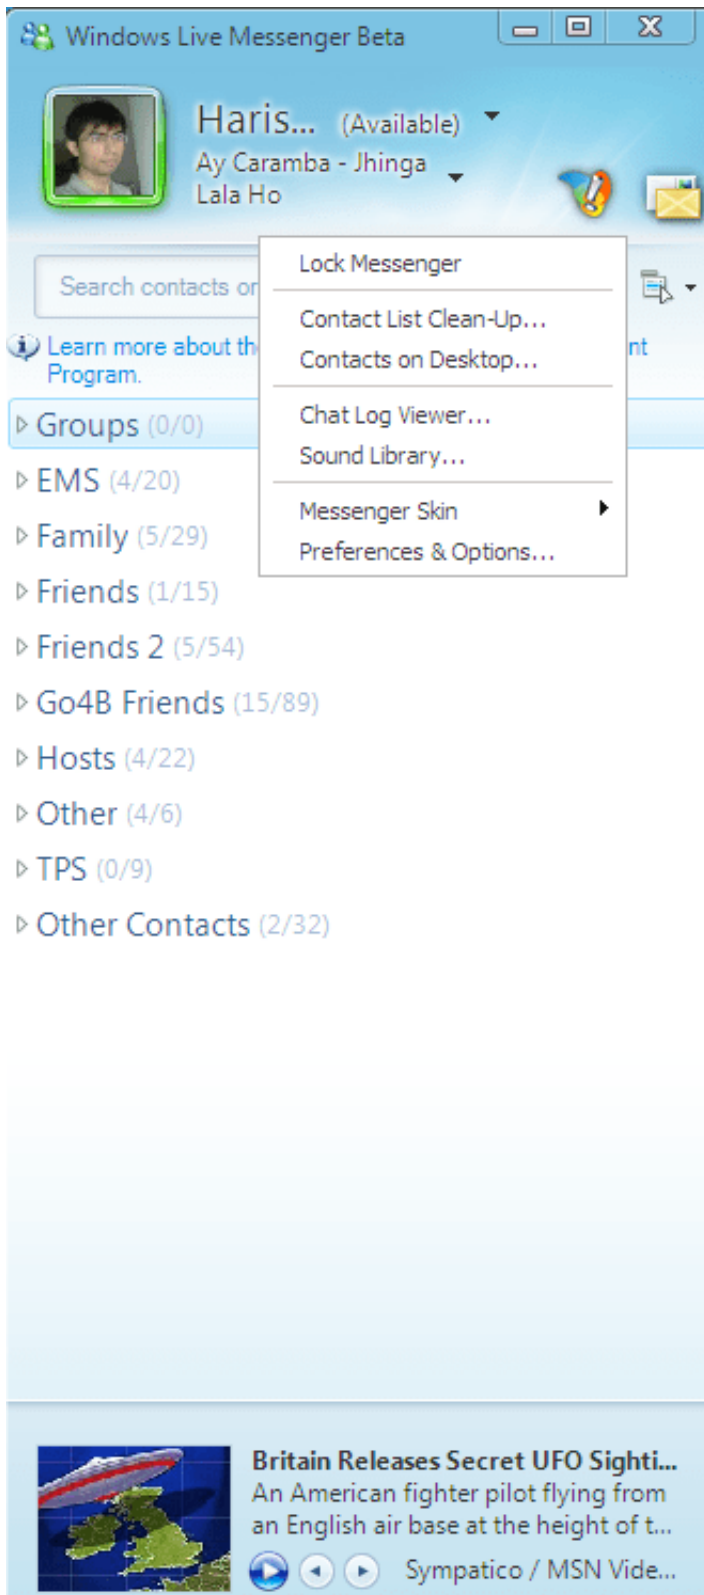 Windows Live Messenger Beta
Haris... (Available)
Ay Caramba - Jhinga
Lala Ho
Lock Messenger
Contact List Clean-Up...
Contacts on Desktop...
Chat Log Viewer...
Sound Library...
Messenger Skin
Preferences & Options...
Search contacts or
Learn more about th nt
Program.
Groups (0/0)
EMS (4/20)
Family (5/29)
Friends (1/15)
Friends 2 (5/54)
Go4B Friends (15/89)
Hosts (4/22)
Other (4/6)
TPS (0/9)
Other Contacts (2/32)
Britain Releases Secret UFO Sighti...
An American fighter pilot flying from
an English air base at the height of t...
Sympatico / MSN Vide...